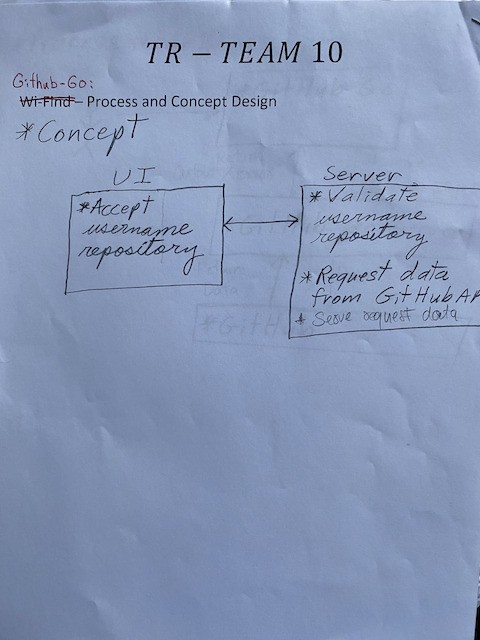 TR – TEAM 10
Github-Go:
Wi-Find – Process and Concept Design
*Concept
UI
*Accept
username
repository
Server
*Validate
username
repository
*Request data
from GitHub AP
* Serve request data